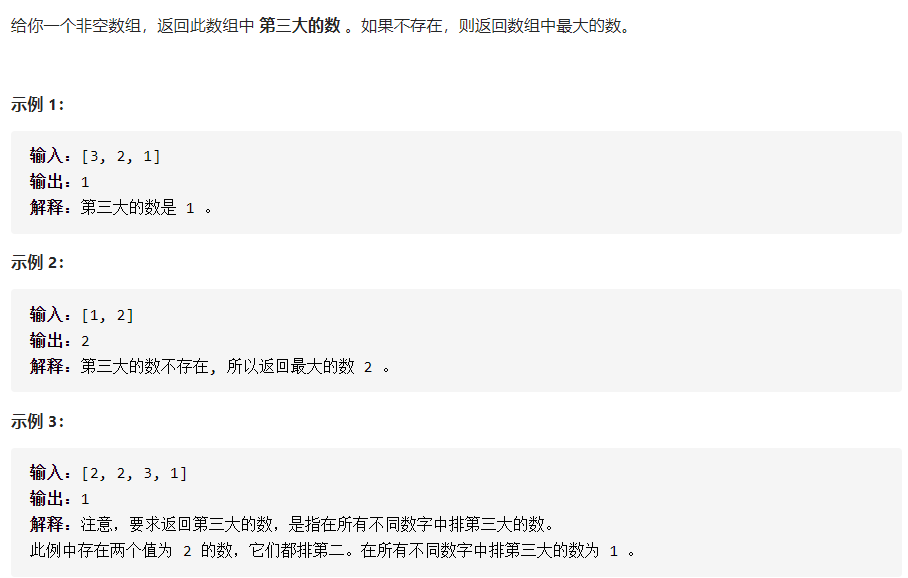 给你一个非空数组，返回此数组中 第三大的数 。如果不存在，则返回数组中最大的数。
示例 1：
输入：[3, 2, 1]
输出：1
解释：第三大的数是 1 。
示例 2：
输入：[1, 2]
输出：2
解释：第三大的数不存在, 所以返回最大的数 2 。
示例 3：
输入：[2, 2, 3, 1]
输出：1
解释：注意，要求返回第三大的数，是指在所有不同数字中排第三大的数。
此例中存在两个值为 2 的数，它们都排第二。在所有不同数字中排第三大的数为 1 。